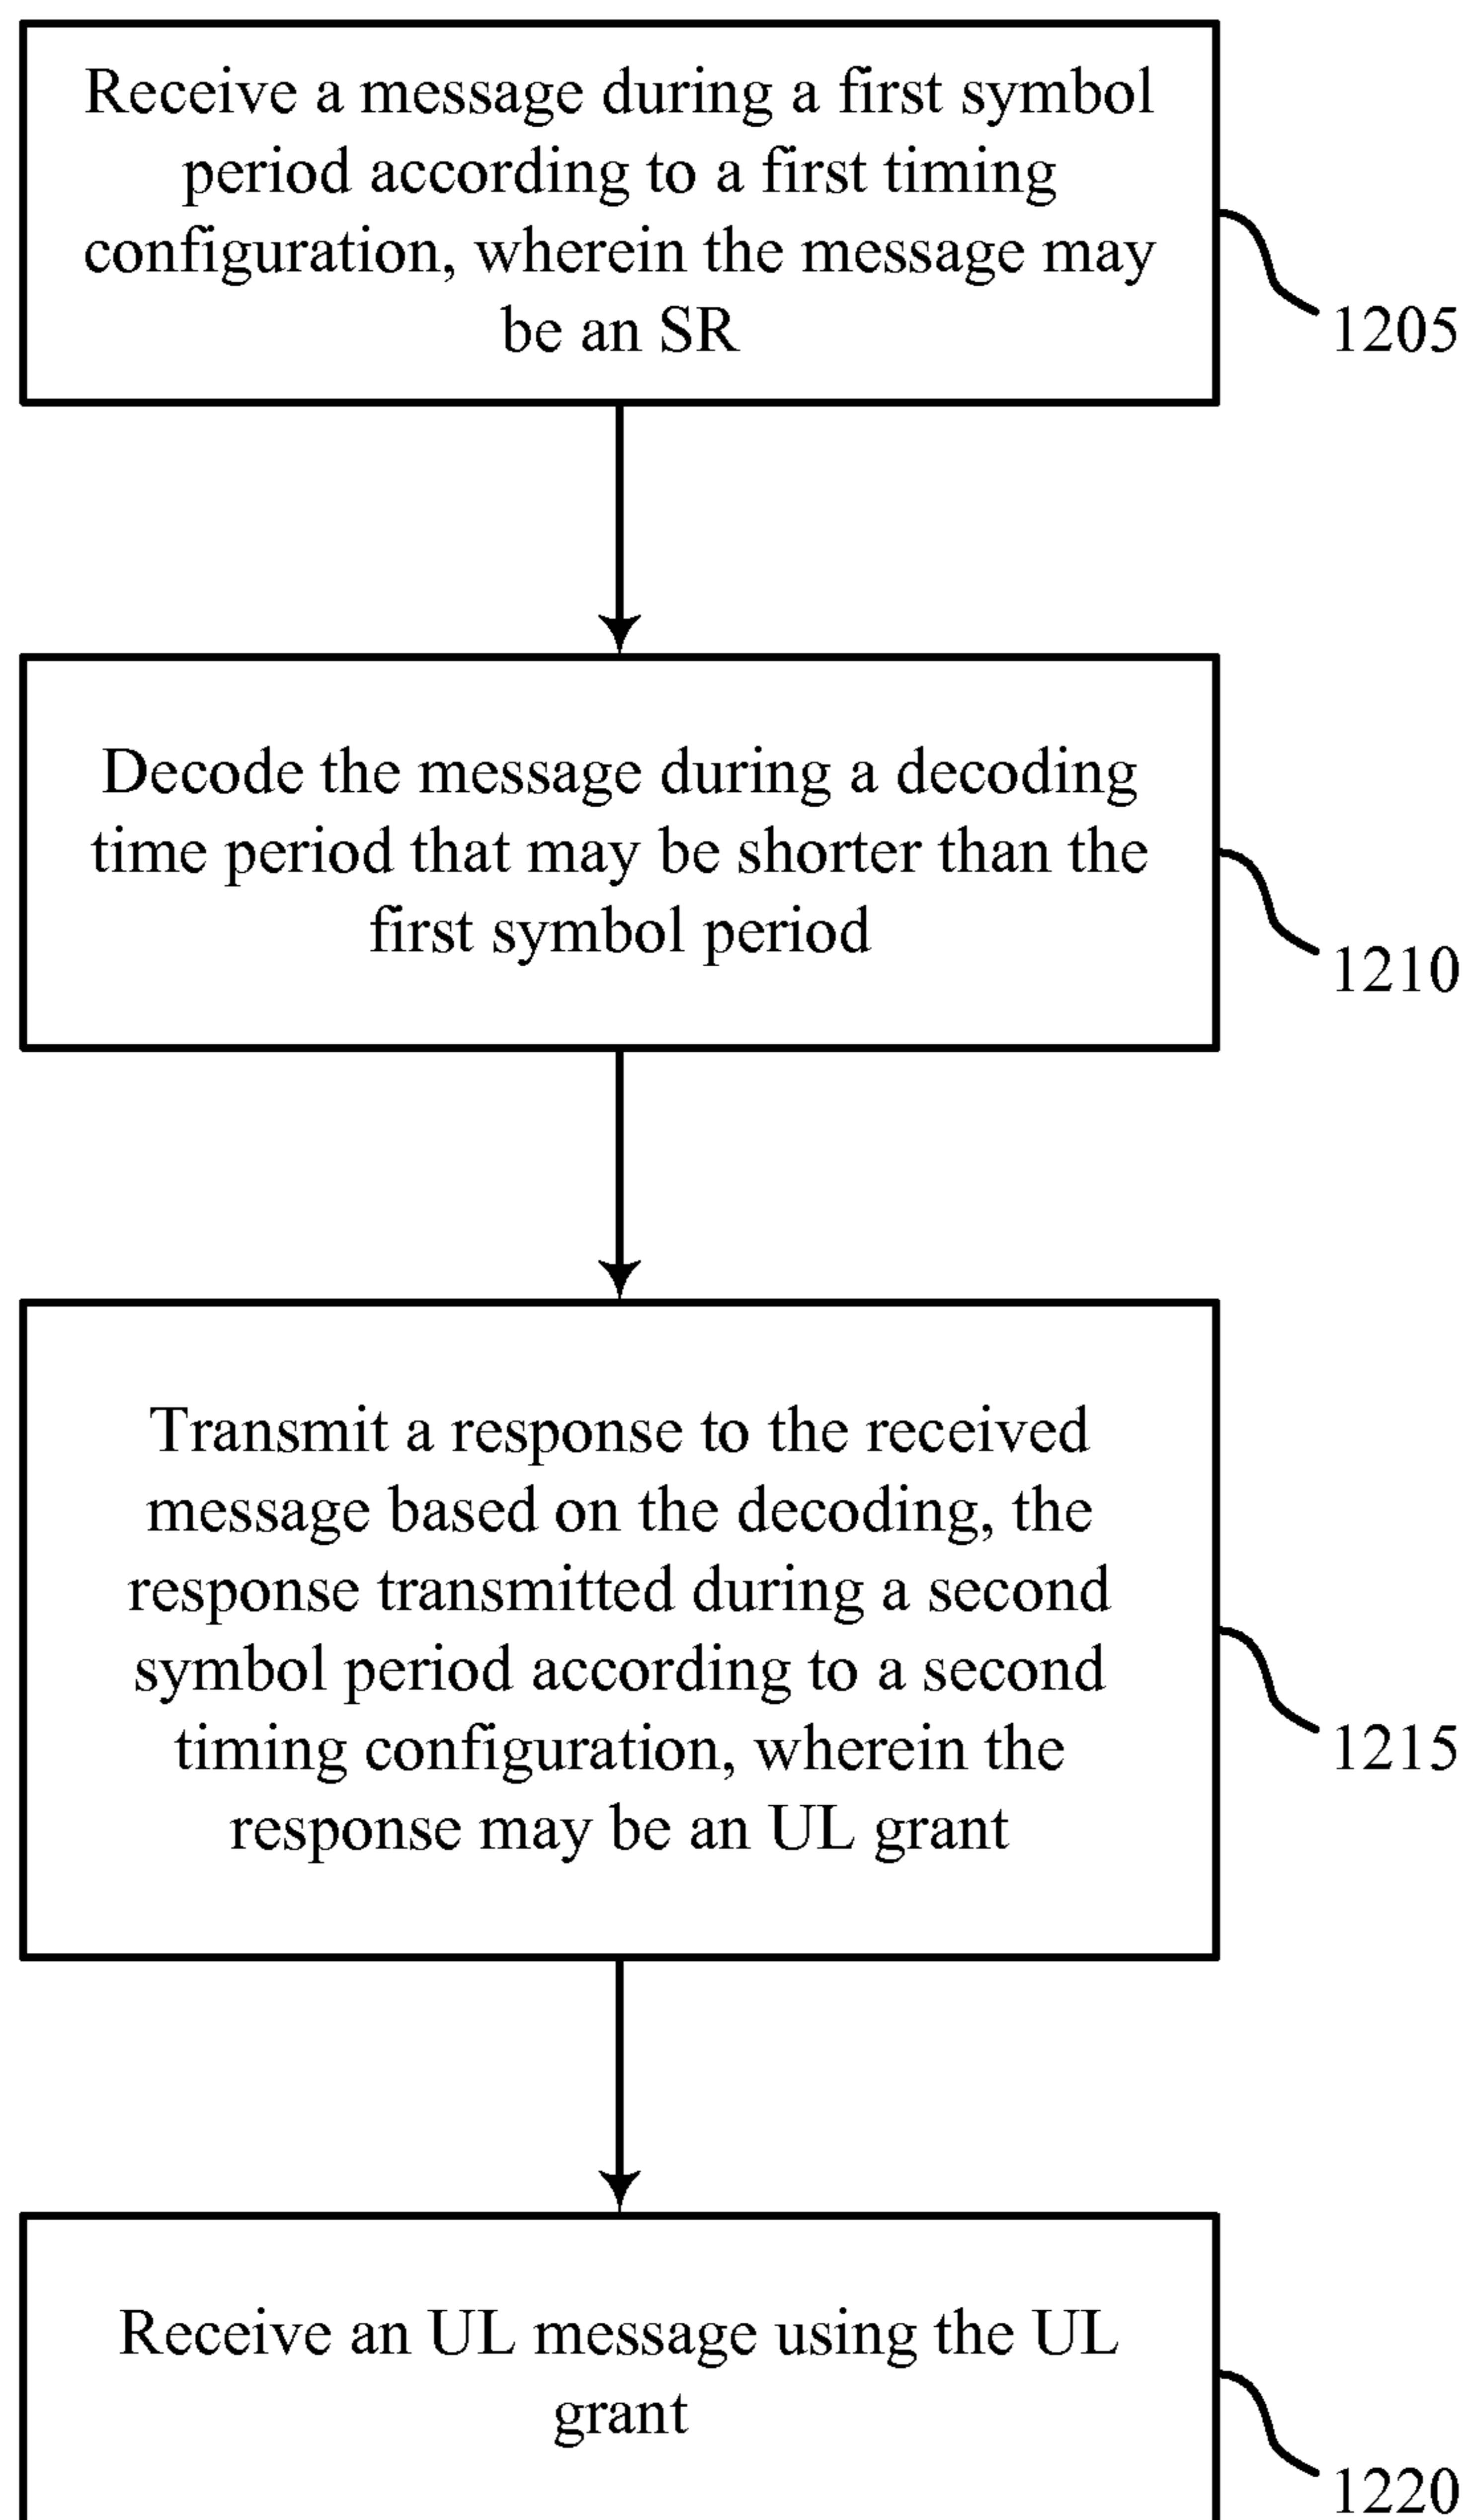 Receive a message during a first symbol
period according to a first timing
configuration, wherein the message may
be an SR
1205
Decode the message during a decoding
time period that may be shorter than the
first symbol period
1210
Transmit a response to the received
message based on the decoding, the
response transmitted during a second
symbol period according to a second
timing configuration, wherein the
response may be an UL grant
1215
Receive an UL message using the UL
grant
1220